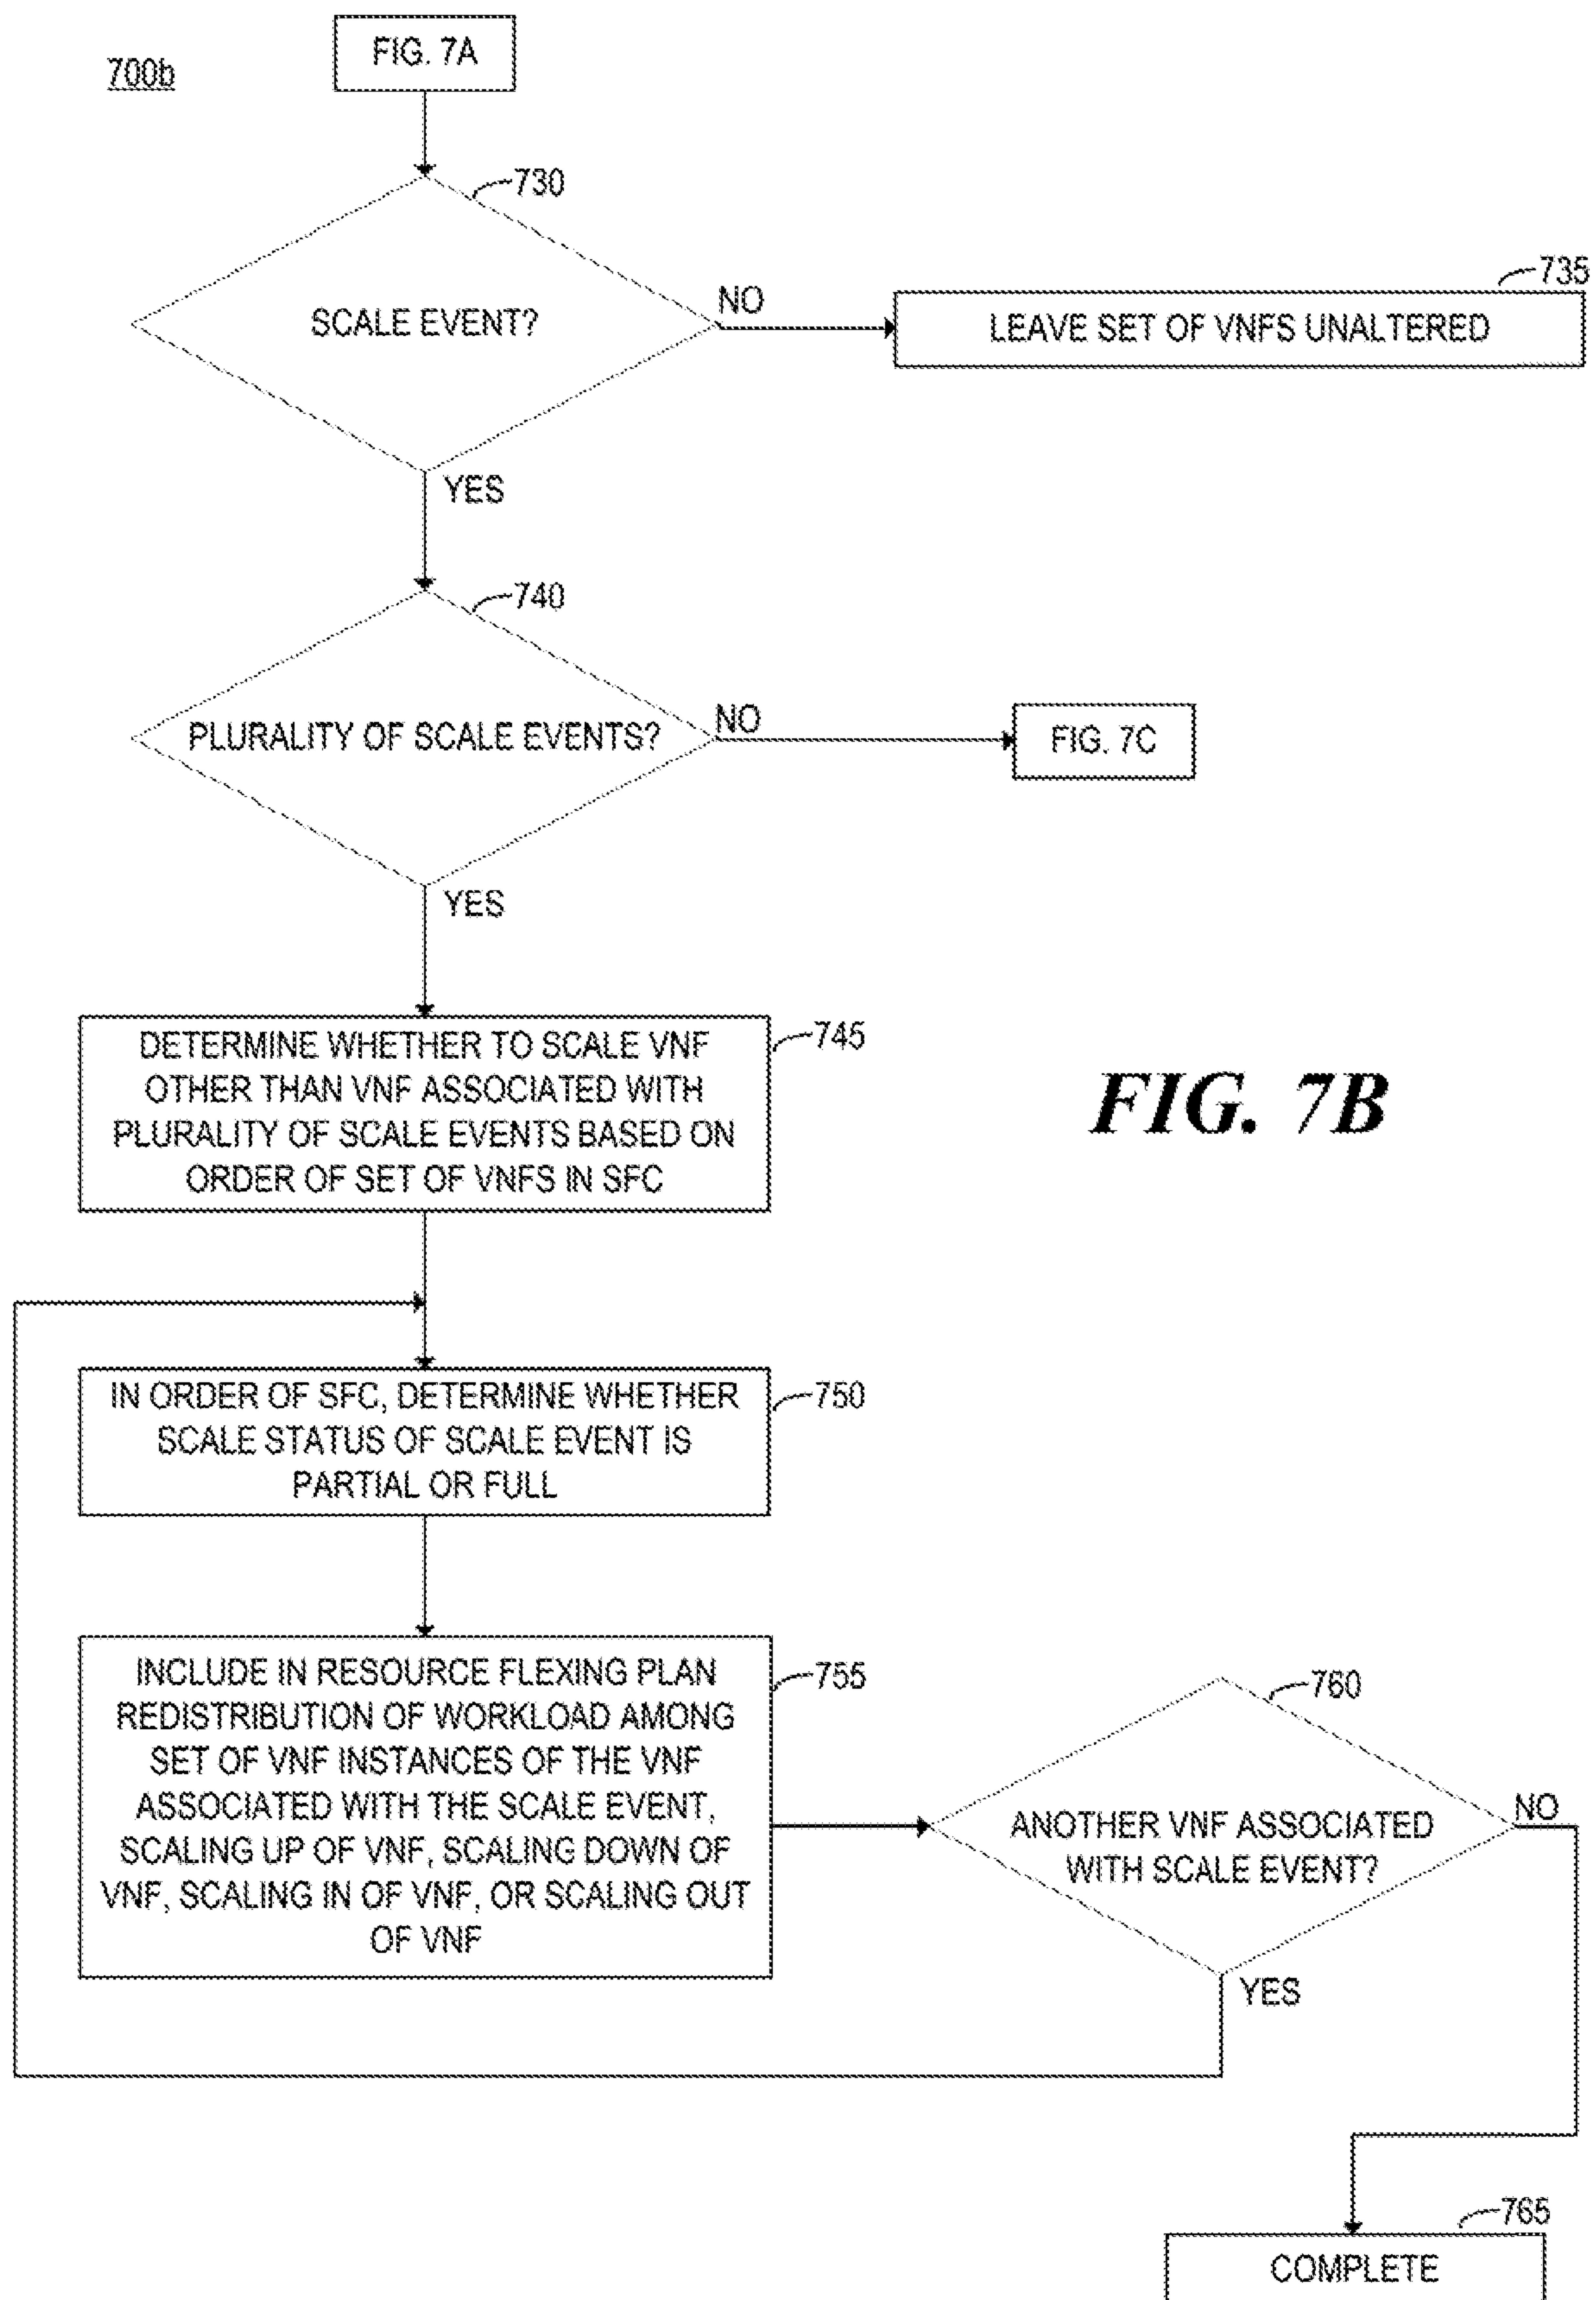 FIG. 7A
700b
730
SCALE EVENT?
NO
735
LEAVE SET OF VNFS UNALTERED
YES
740
PLURALITY OF SCALE EVENTS?
NO
FIG. 7C
YES
DETERMINE WHETHER TO SCALE VNF
OTHER THAN VNF ASSOCIATED WITH
PLURALITY OF SCALE EVENTS BASED ON
ORDER OF SET OF VNFS IN SFC
745
FIG. 7B
IN ORDER OF SFC, DETERMINE WHETHER
SCALE STATUS OF SCALE EVENT IS
PARTIAL OR FULL
750
INCLUDE IN RESOURCE FLEXING PLAN
REDISTRIBUTION OF WORKLOAD AMONG
SET OF VNF INSTANCES OF THE VNF
ASSOCIATED WITH THE SCALE EVENT,
SCALING UP OF VNF, SCALING DOWN OF
VNF, SCALING IN OF VNF, OR SCALING OUT
OF VNF
755
760
ANOTHER VNF ASSOCIATED
WITH SCALE EVENT?
NO
YES
765
COMPLETE